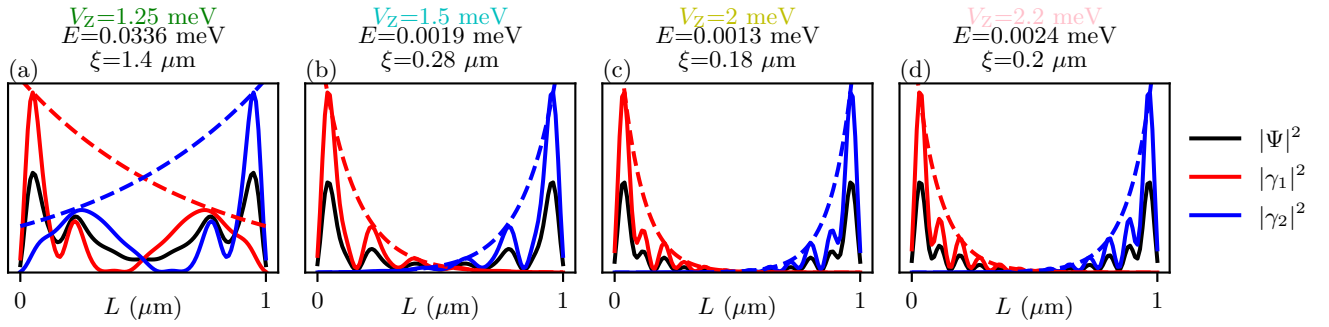 V_Z=1.25 meV
E=0.0336 meV
ξ=1.4 μm
(a)
V_Z=1.5 meV
E=0.0019 meV
ξ=0.28 μm
(b)
V_Z=2 meV
E=0.0013 meV
ξ=0.18 μm
(c)
V_Z=2.2 meV
E=0.0024 meV
ξ=0.2 μm
(d)
|Ψ|²
|γ₁|²
|γ₂|²
0 1
L (μm)
0 1
L (μm)
0 1
L (μm)
0 1
L (μm)